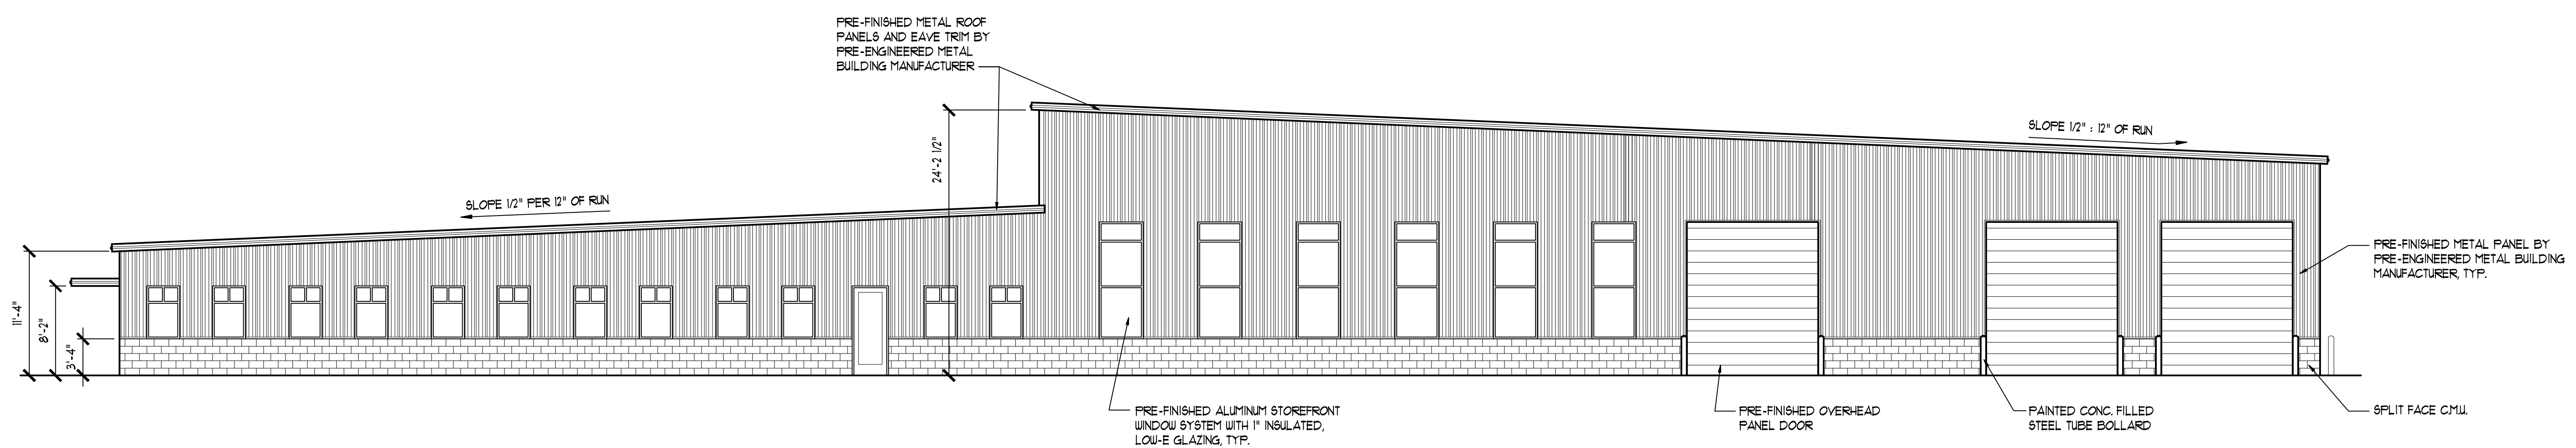 PRE-FINISHED METAL ROOF
PANELS AND EAVE TRIM BY
PRE-ENGINEERED METAL
BUILDING MANUFACTURER
SLOPE 1/2" : 12" OF RUN
24'-2 1/2"
SLOPE 1/2" PER 12" OF RUN
11'-4"
8'-2"
3'-4"
PRE-FINISHED METAL PANEL BY
PRE-ENGINEERED METAL BUILDING
MANUFACTURER, TYP.
PRE-FINISHED ALUMINUM STOREFRONT
WINDOW SYSTEM WITH 1" INSULATED,
LOW-E GLAZING, TYP.
PRE-FINISHED OVERHEAD
PANEL DOOR
PAINTED CONC. FILLED
STEEL TUBE BOLLARD
SPLIT FACE C.M.U.